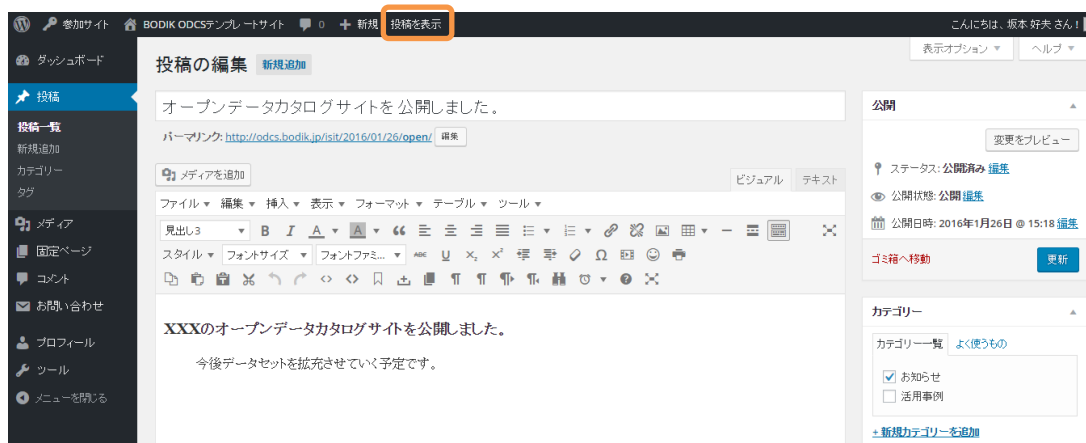 参加サイト BODIK ODCSテンプレートサイト 0 新規 投稿を表示 こんにちは、坂本 好夫 さん!
表示オプション ヘルプ
ダッシュボード
投稿
投稿一覧
新規追加
カテゴリー
タグ
メディア
固定ページ
コメント
お問い合わせ
プロフィール
ツール
メニューを閉じる
投稿の編集 新規追加
オープンデータカタログサイトを公開しました。
パーマリンク: http://odcs.bodik.jp/isit/2016/01/26/open/ 編集
メディアを追加
ビジュアル テキスト
ファイル 編集 挿入 表示 フォーマット テーブル ツール
見出し3 B I A A
スタイル フォントサイズ フォントファミ... ABC U X₂ X² Ω
XXXのオープンデータカタログサイトを公開しました。
今後データセットを拡充させていく予定です。
公開
変更をプレビュー
ステータス: 公開済み 編集
公開状態: 公開 編集
公開日時: 2016年1月26日 @ 15:18 編集
ゴミ箱へ移動 更新
カテゴリー
カテゴリー一覧 よく使うもの
お知らせ
活用事例
+ 新規カテゴリーを追加